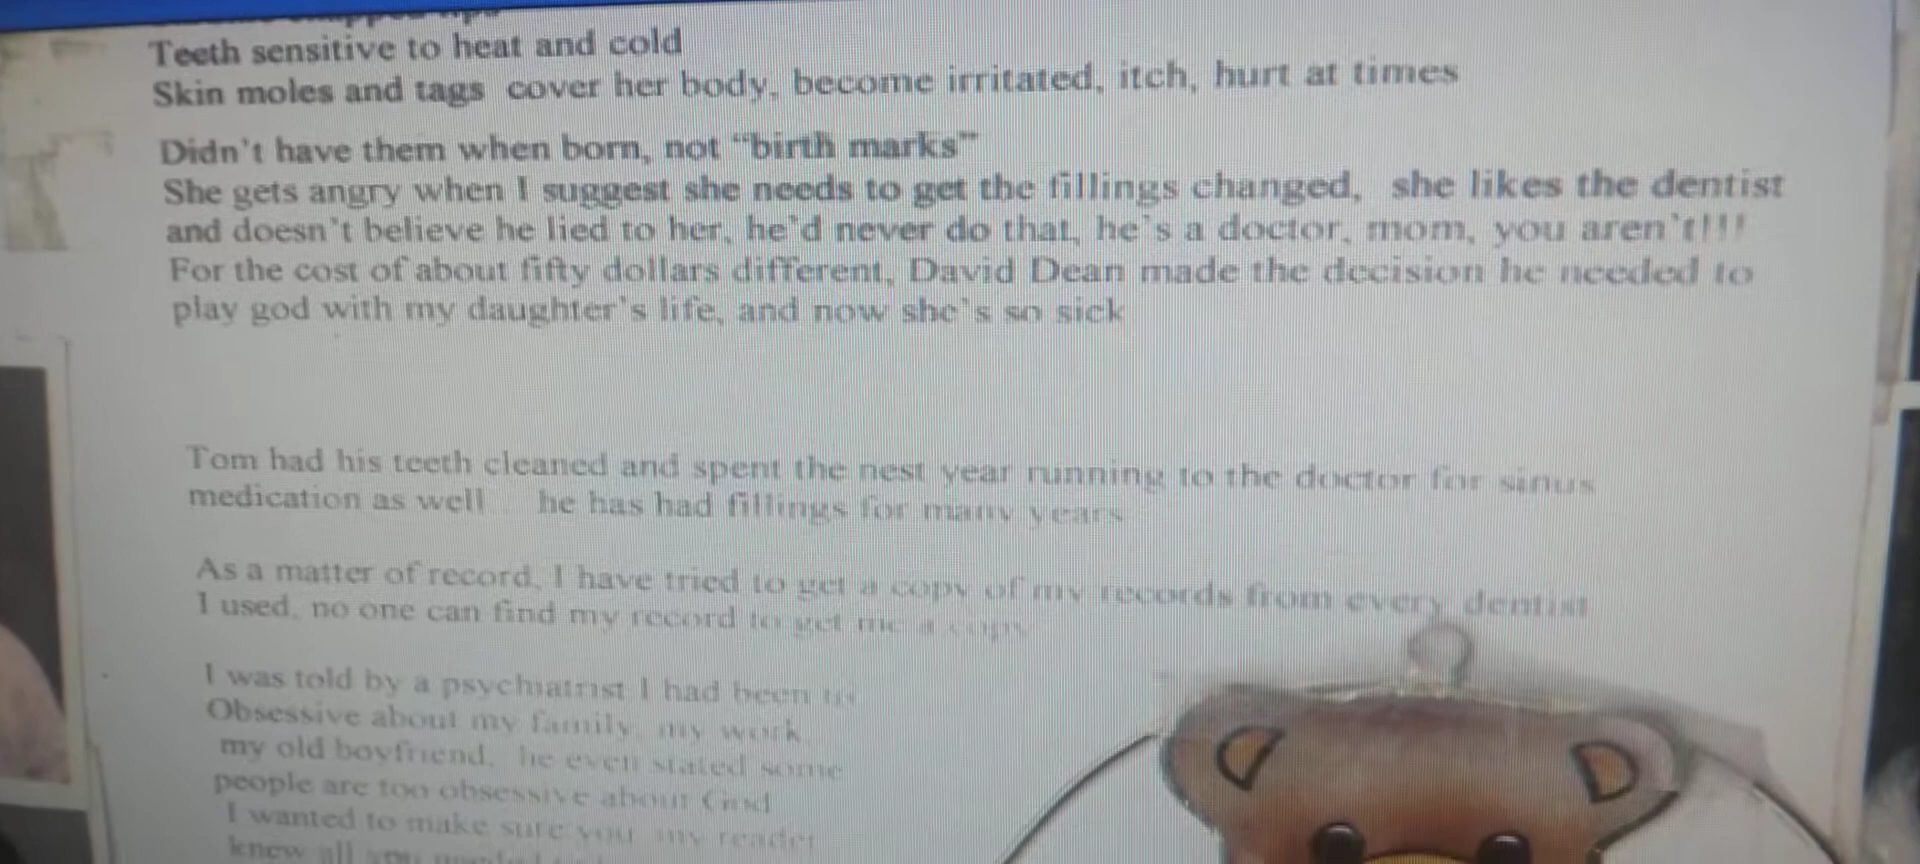 Teeth sensitive to heat and cold
Skin moles and tags cover her body, become irritated, itch, hurt at times
Didn't have them when born, not "birth marks"
She gets angry when I suggest she needs to get the fillings changed, she likes the dentist
and doesn't believe he lied to her, he'd never do that, he's a doctor, mom, you aren't!!!
For the cost of about fifty dollars different, David Dean made the decision he needed to
play god with my daughter's life, and now she's so sick
Tom had his teeth cleaned and spent the nest year running to the doctor for sinus
medication as well he has had fillings for many years
As a matter of record, I have tried to get a copy of my records from every dentist
I used, no one can find my record to get me a copy
I was told by a psychiatrist I had been
Obsessive about my family, my work
my old boyfriend, he even stated some
people are too obsessive about God
I wanted to make sure you my reader
knew all you